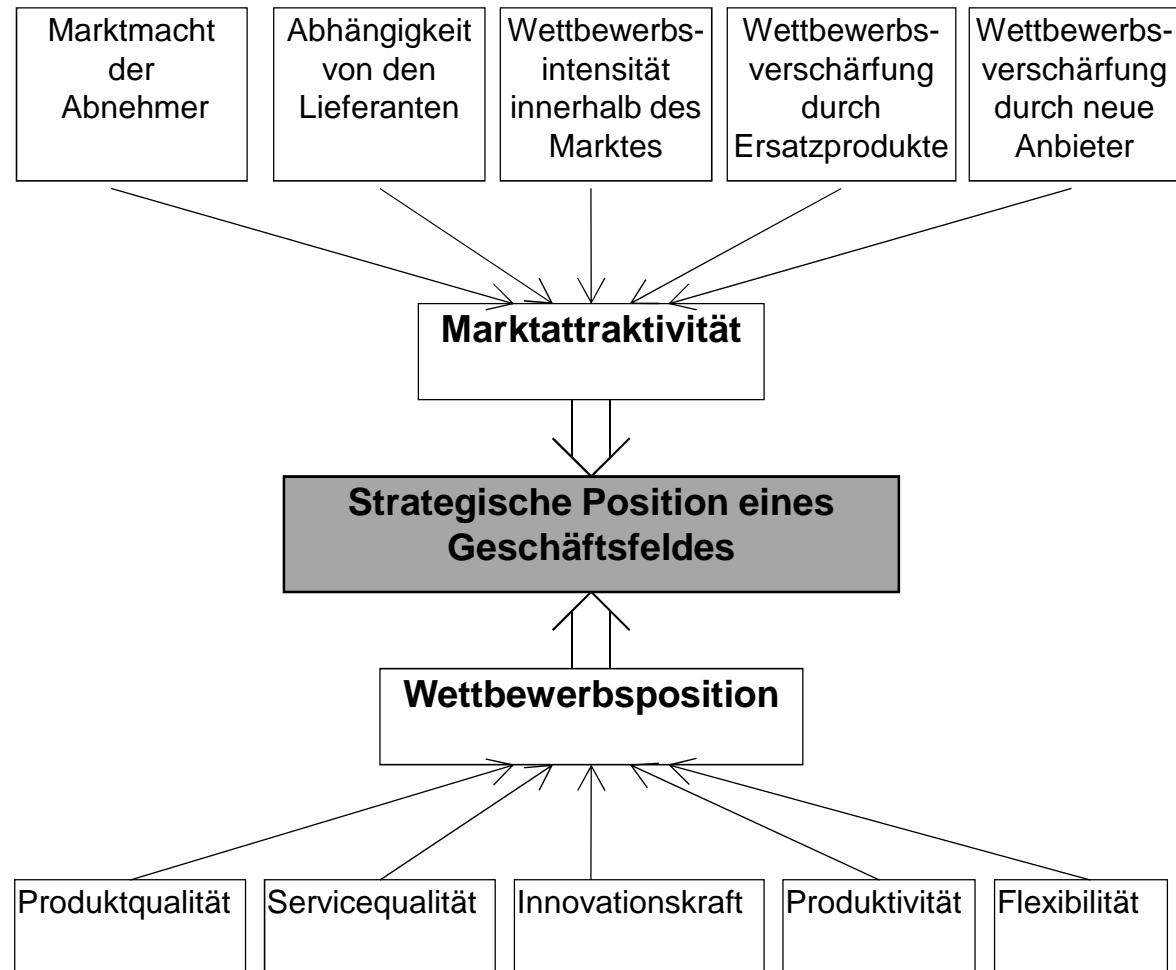 Marktmacht
der
Abnehmer
Abhängigkeit
von den
Lieferanten
Wettbewerbs-
intensität
innerhalb des
Marktes
Wettbewerbs-
verschärfung
durch
Ersatzprodukte
Wettbewerbs-
verschärfung
durch neue
Anbieter
Marktattraktivität
Strategische Position eines
Geschäftsfeldes
Wettbewerbsposition
Produktqualität
Servicequalität
Innovationskraft
Produktivität
Flexibilität